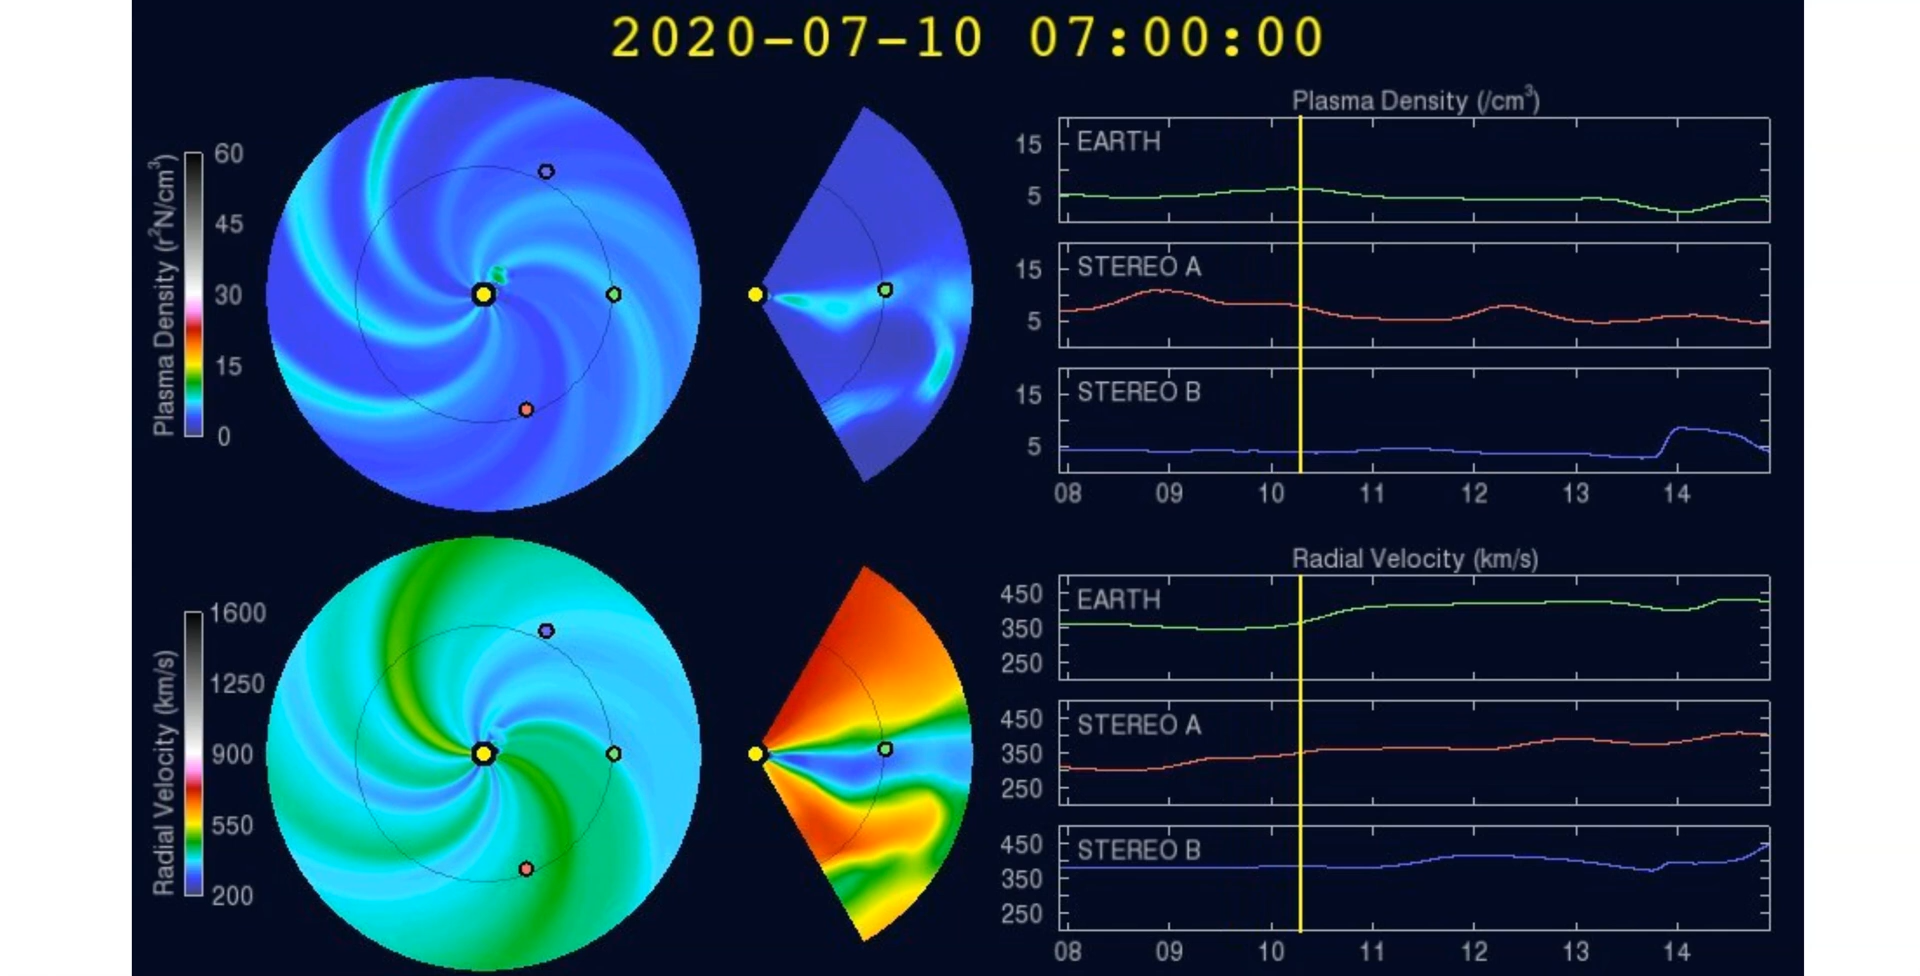 2020-07-10 07:00:00
Plasma Density (r²N/cm³)
60
45
30
15
0
Plasma Density (/cm³)
EARTH
15
5
STEREO A
15
5
STEREO B
15
5
08 09 10 11 12 13 14
Radial Velocity (km/s)
1600
1250
900
550
200
Radial Velocity (km/s)
EARTH
450
350
250
STEREO A
450
350
250
STEREO B
450
350
250
08 09 10 11 12 13 14